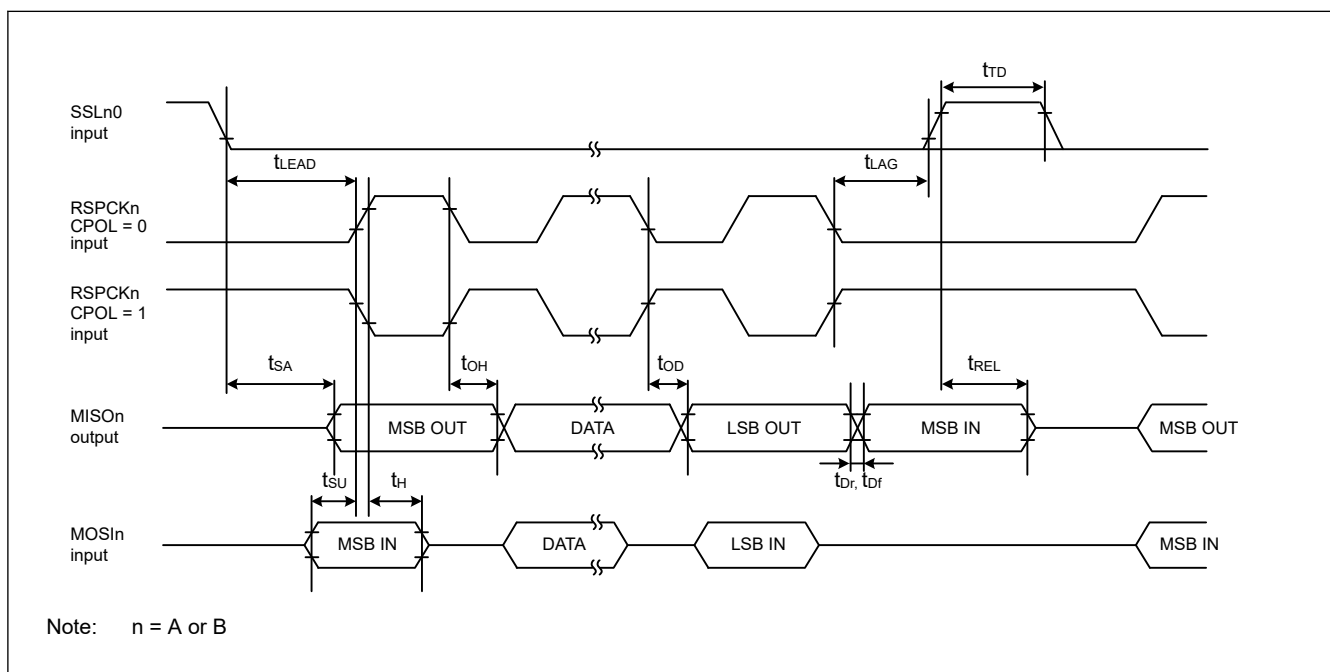 tTD
SSLn0
input
tLEAD
tLAG
RSPCKn
CPOL = 0
input
RSPCKn
CPOL = 1
input
tSA
tOH
tOD
tREL
MISOn
output
MSB OUT
DATA
LSB OUT
MSB IN
MSB OUT
tDr, tDf
tSU
tH
MOSIn
input
MSB IN
DATA
LSB IN
MSB IN
Note: n = A or B